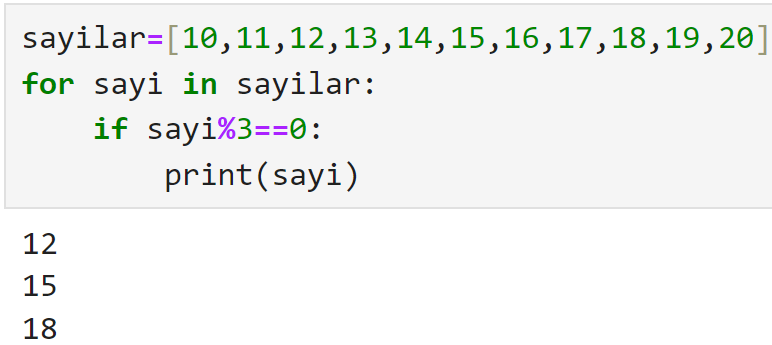 sayilar=[10,11,12,13,14,15,16,17,18,19,20]
for sayi in sayilar:
    if sayi%3==0:
        print(sayi)
12
15
18